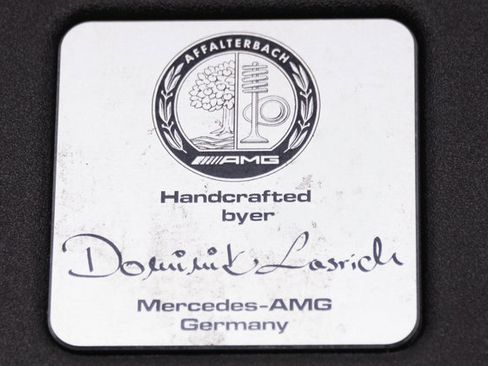 AFFALTERBACH
AMG
Handcrafted
byer
Dominik Lasrich
Mercedes-AMG
Germany